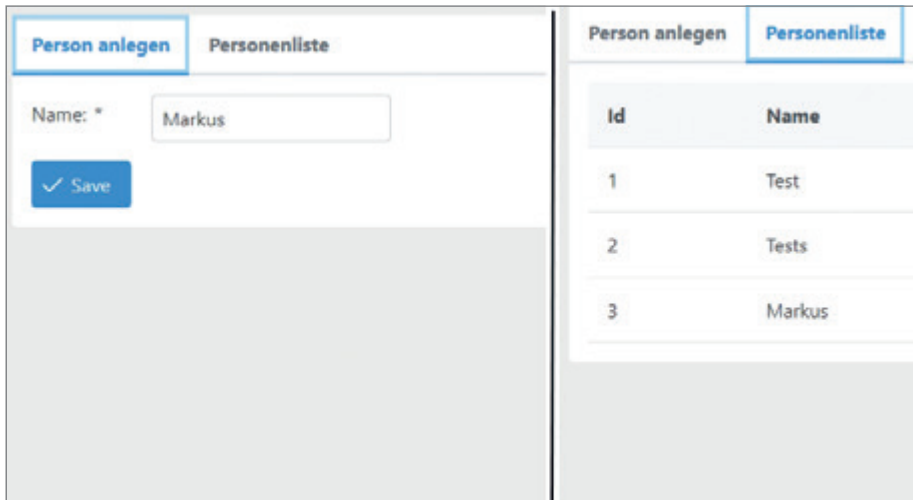 Person anlegen Personenliste
Name: * Markus
Save
Person anlegen Personenliste
Id Name
1 Test
2 Tests
3 Markus